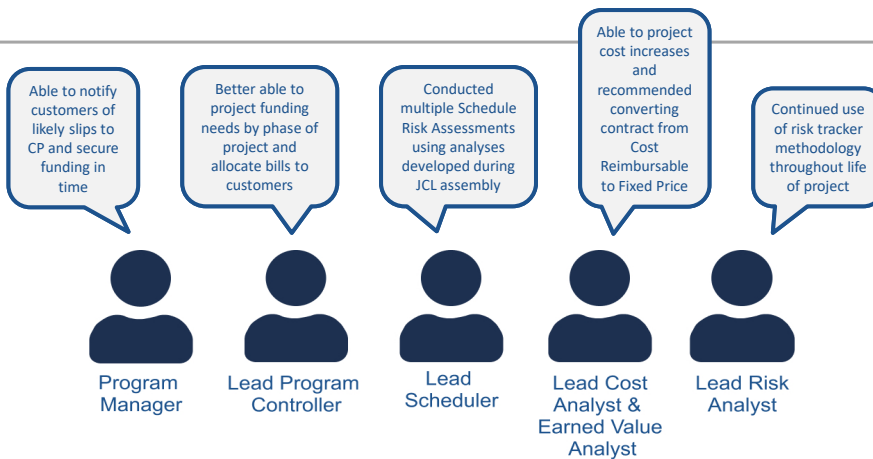 Able to notify
customers of
likely slips to
CP and secure
funding in
time
Better able to
project funding
needs by phase of
project and
allocate bills to
customers
Conducted
multiple Schedule
Risk Assessments
using analyses
developed during
JCL assembly
Able to project
cost increases
and
recommended
converting
contract from
Cost
Reimbursable
to Fixed Price
Continued use
of risk tracker
methodology
throughout life
of project
Program
Manager
Lead Program
Controller
Lead
Scheduler
Lead Cost
Analyst &
Earned Value
Analyst
Lead Risk
Analyst